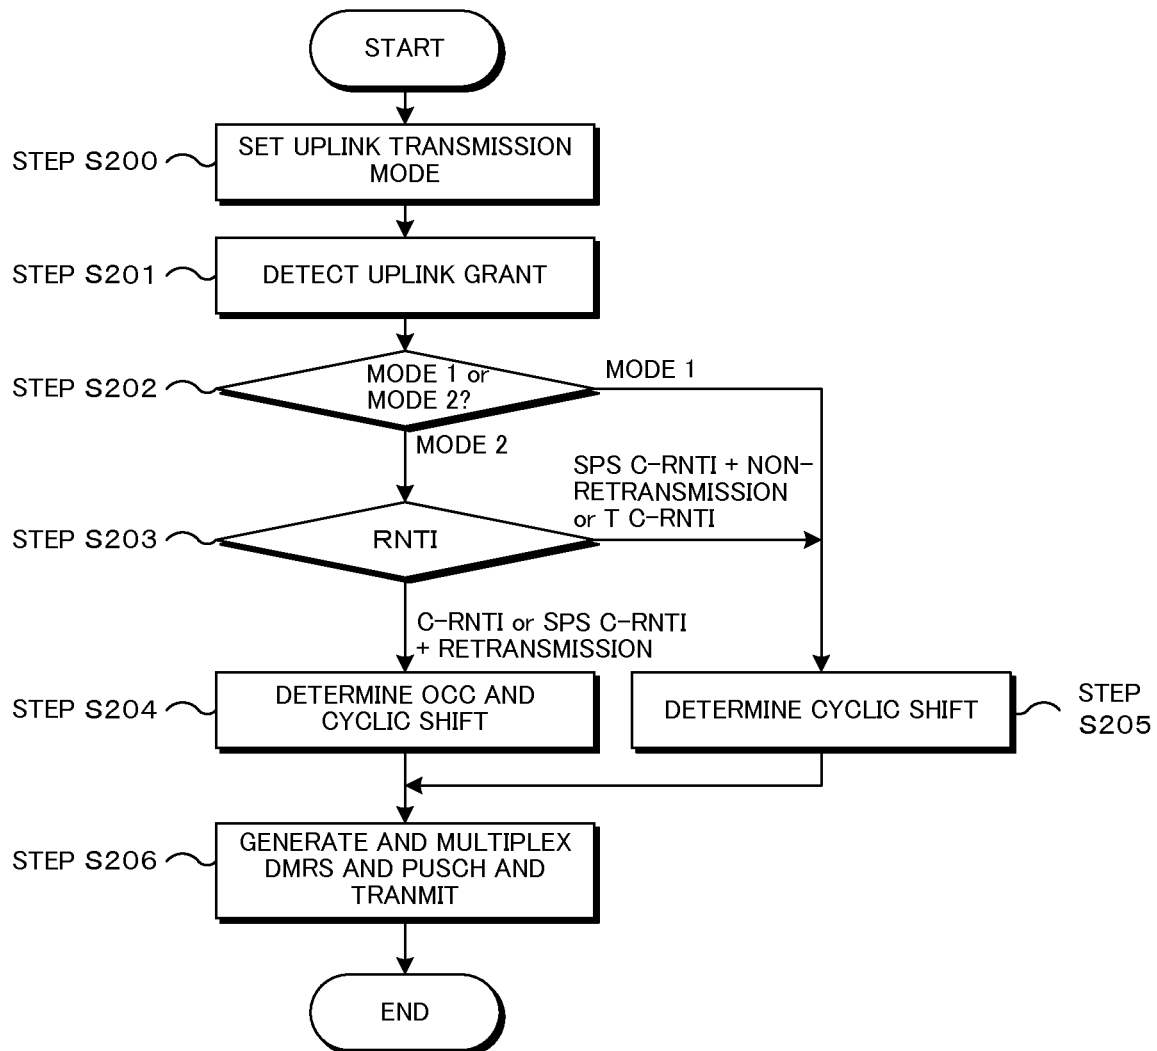 START
STEP S200
SET UPLINK TRANSMISSION
MODE
STEP S201
DETECT UPLINK GRANT
STEP S202
MODE 1 or
MODE 2?
MODE 1
MODE 2
SPS C-RNTI + NON-
RETRANSMISSION
or T C-RNTI
STEP S203
RNTI
C-RNTI or SPS C-RNTI
+ RETRANSMISSION
STEP S204
DETERMINE OCC AND
CYCLIC SHIFT
DETERMINE CYCLIC SHIFT
STEP
S205
STEP S206
GENERATE AND MULTIPLEX
DMRS AND PUSCH AND
TRANMIT
END